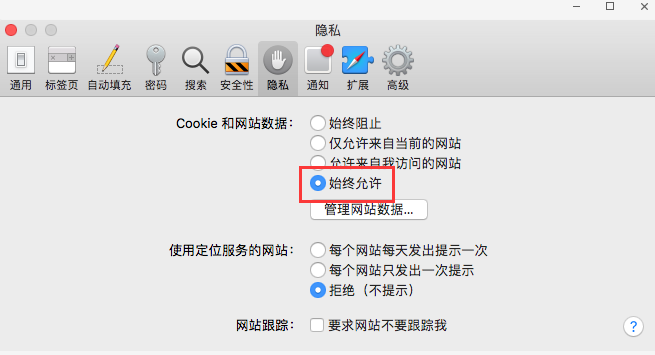 隐私
通用 标签页 自动填充 密码 搜索 安全性 隐私 通知 扩展 高级
Cookie 和网站数据： 始终阻止
仅允许来自当前的网站
允许来自我访问的网站
始终允许
管理网站数据...
使用定位服务的网站： 每个网站每天发出提示一次
每个网站只发出一次提示
拒绝（不提示）
网站跟踪： 要求网站不要跟踪我
?